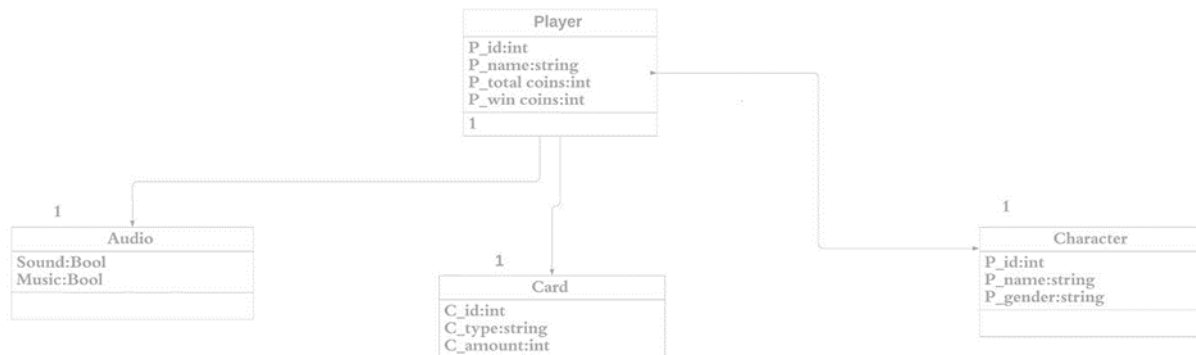 Player
P_id:int
P_name:string
P_total coins:int
P_win coins:int
1
1
Audio
Sound:Bool
Music:Bool
1
Card
C_id:int
C_type:string
C_amount:int
1
Character
P_id:int
P_name:string
P_gender:string